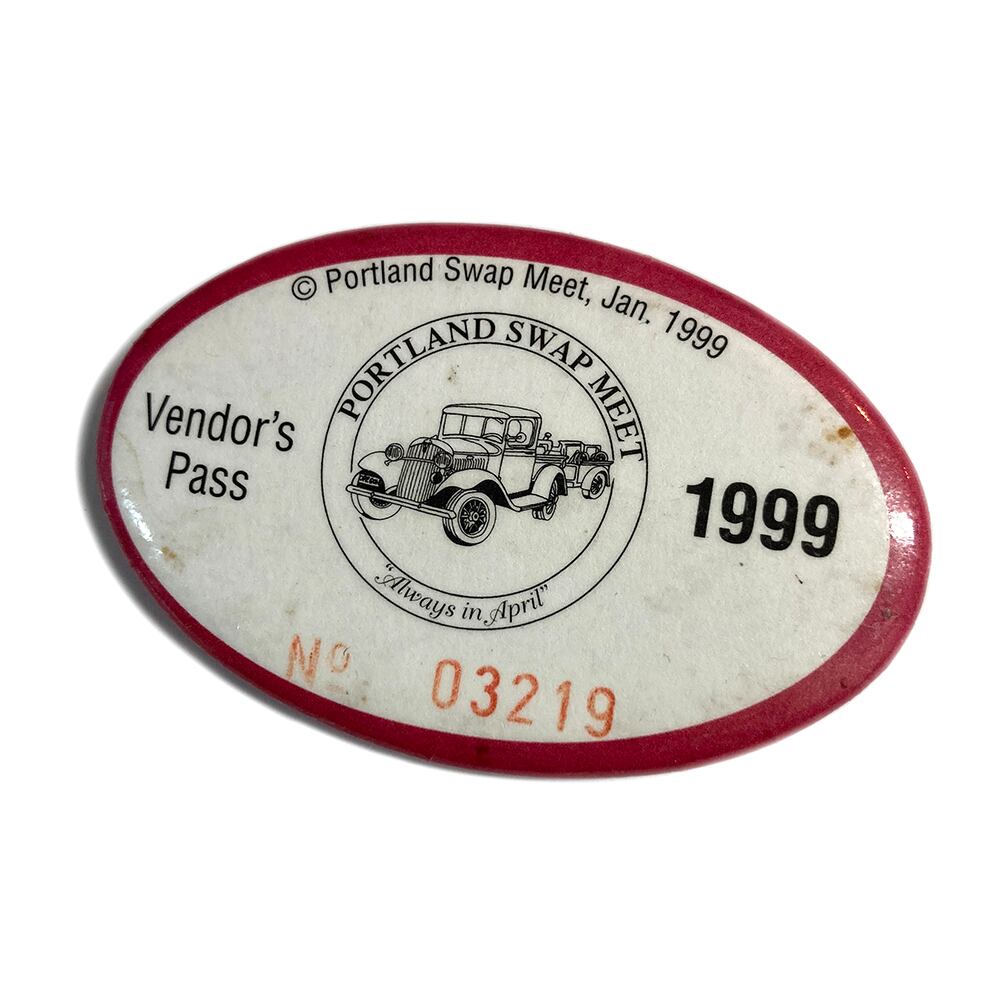 © Portland Swap Meet, Jan. 1999
PORTLAND SWAP MEET
Vendor's
Pass
1999
"Always in April"
Nº 03219